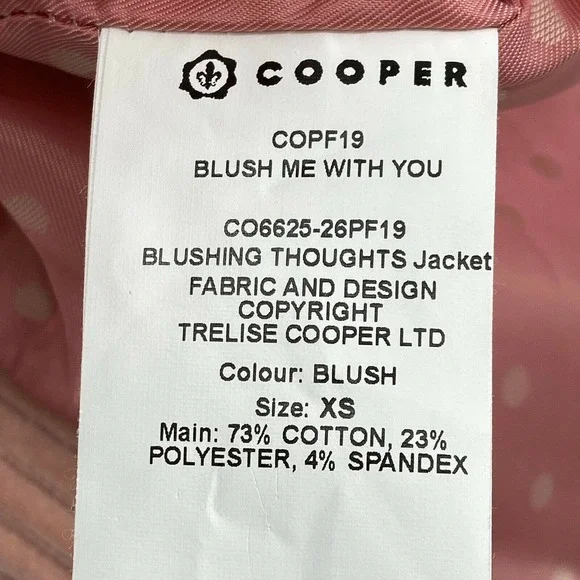 COOPER
COPF19
BLUSH ME WITH YOU
CO6625-26PF19
BLUSHING THOUGHTS Jacket
FABRIC AND DESIGN
COPYRIGHT
TRELISE COOPER LTD
Colour: BLUSH
Size: XS
Main: 73% COTTON, 23%
POLYESTER, 4% SPANDEX